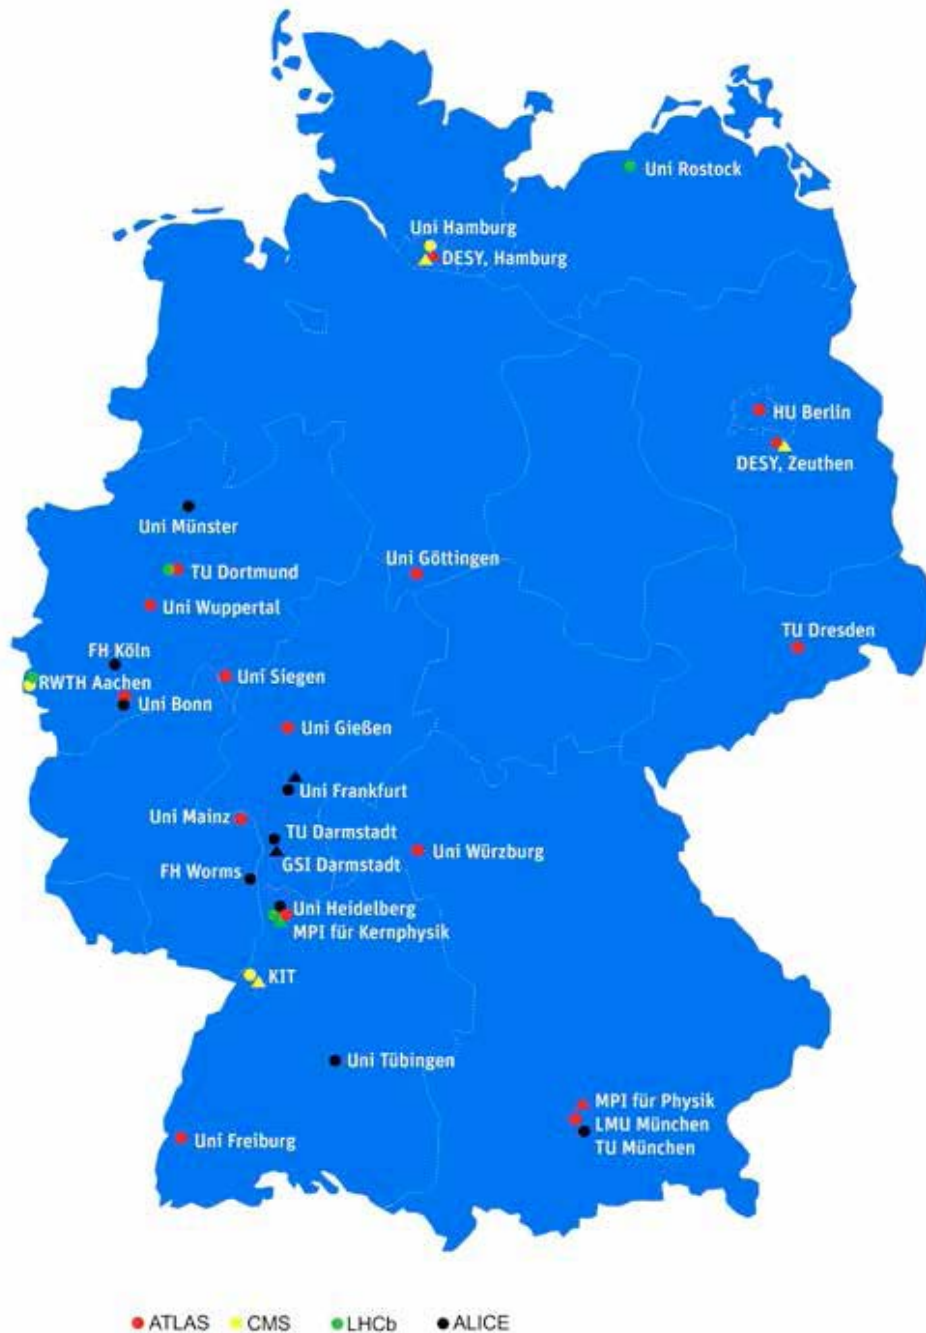 Uni Rostock
Uni Hamburg
DESY, Hamburg
HU Berlin
DESY, Zeuthen
Uni Münster
Uni Göttingen
TU Dortmund
Uni Wuppertal
TU Dresden
FH Köln
RWTH Aachen
Uni Siegen
Uni Bonn
Uni Gießen
Uni Frankfurt
Uni Mainz
TU Darmstadt
GSI Darmstadt
Uni Würzburg
FH Worms
Uni Heidelberg
MPI für Kernphysik
KIT
Uni Tübingen
MPI für Physik
LMU München
TU München
Uni Freiburg
ATLAS CMS LHCb ALICE